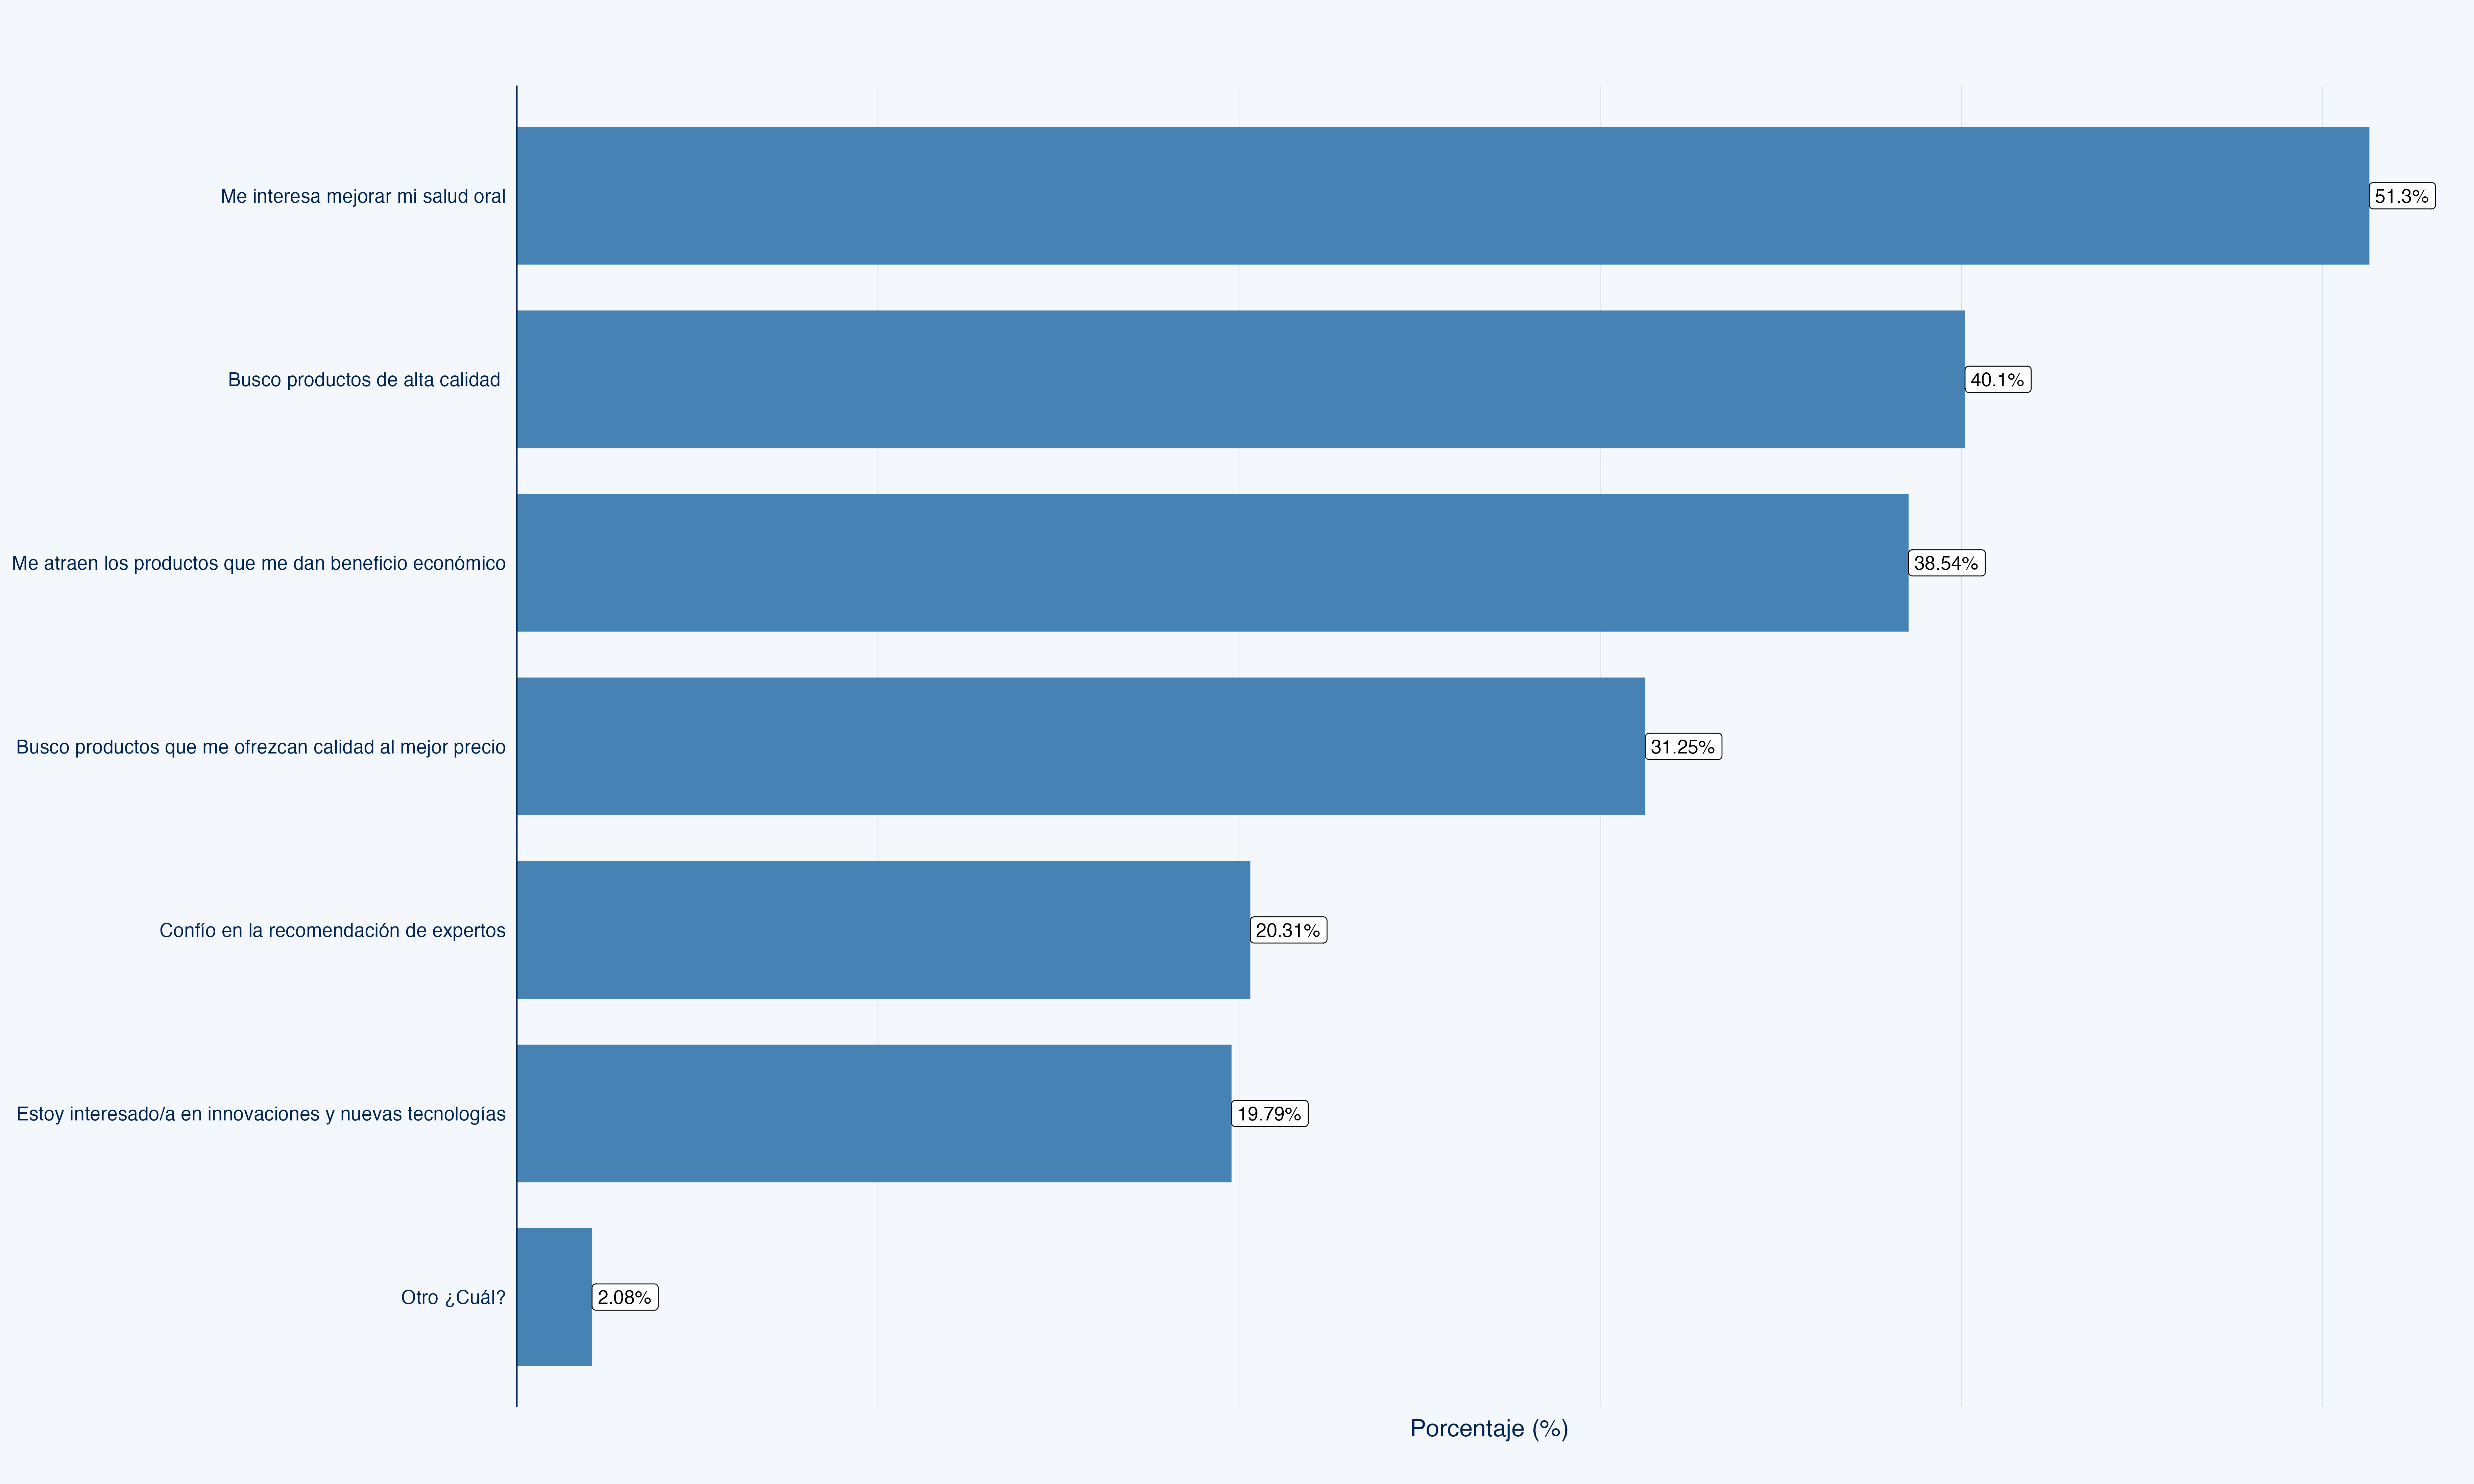 Me interesa mejorar mi salud oral
51.3%
Busco productos de alta calidad
40.1%
Me atraen los productos que me dan beneficio económico
38.54%
Busco productos que me ofrezcan calidad al mejor precio
31.25%
Confío en la recomendación de expertos
20.31%
Estoy interesado/a en innovaciones y nuevas tecnologías
19.79%
Otro ¿Cuál?
2.08%
Porcentaje (%)